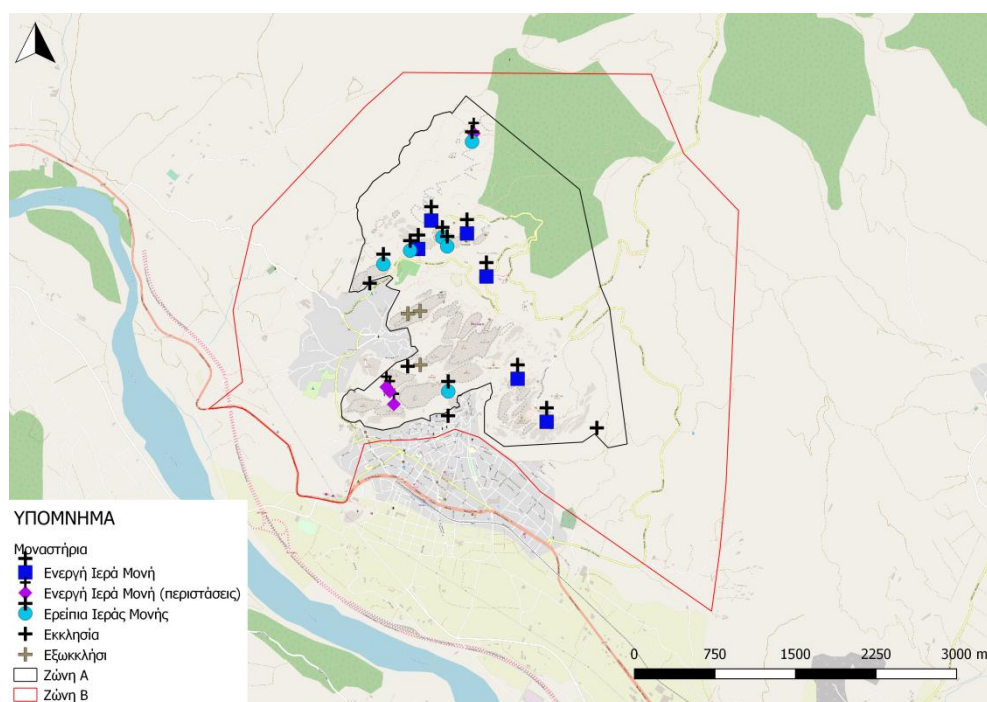 ΥΠΟΜΝΗΜΑ
Μοναστήρια
Ενεργή Ιερά Μονή
Ενεργή Ιερά Μονή (περιστάσεις)
Ερείπια Ιεράς Μονής
Εκκλησία
Εξωκκλήσι
Ζώνη Α
Ζώνη Β
0 750 1500 2250 3000 m